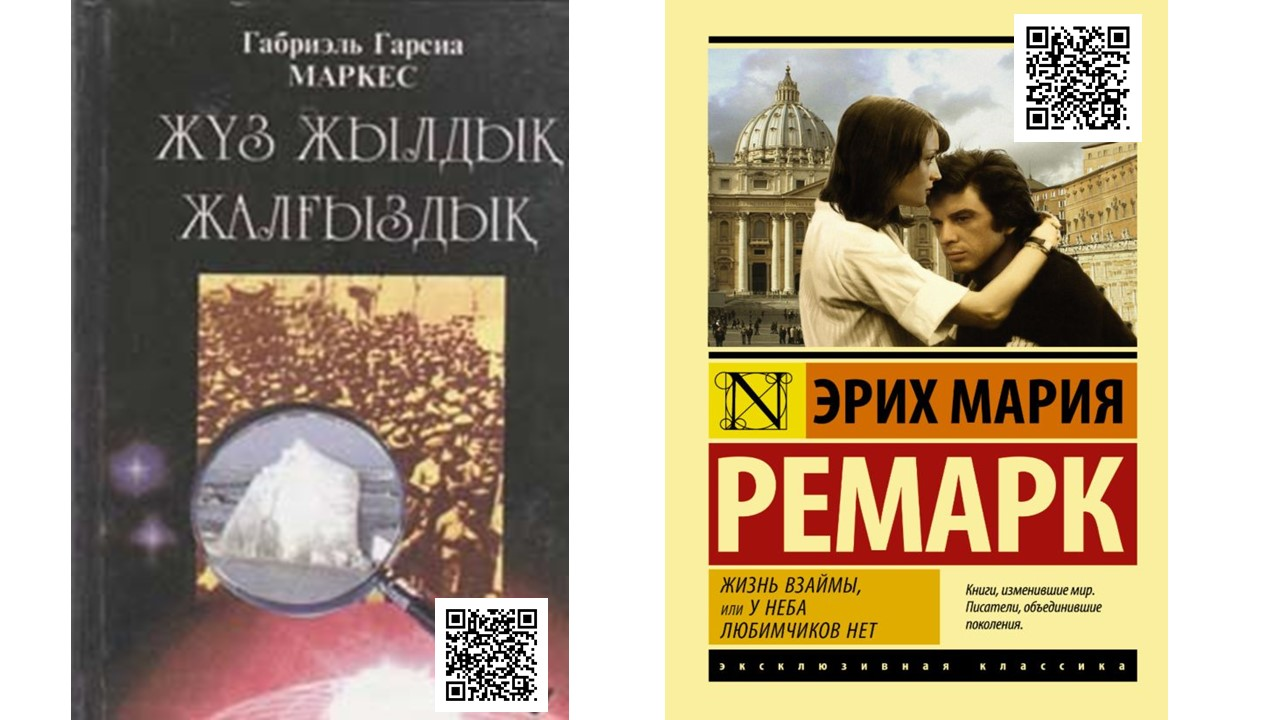 Габриэль Гарсиа
МАРКЕС
ЖҮЗ ЖЫЛДЫҚ
ЖАЛҒЫЗДЫҚ
N ЭРИХ МАРИЯ
РЕМАРК
ЖИЗНЬ ВЗАЙМЫ,
ИЛИ У НЕБА
ЛЮБИМЧИКОВ НЕТ
Книги, изменившие мир.
Писатели, объединившие
поколения.
эксклюзивная классика